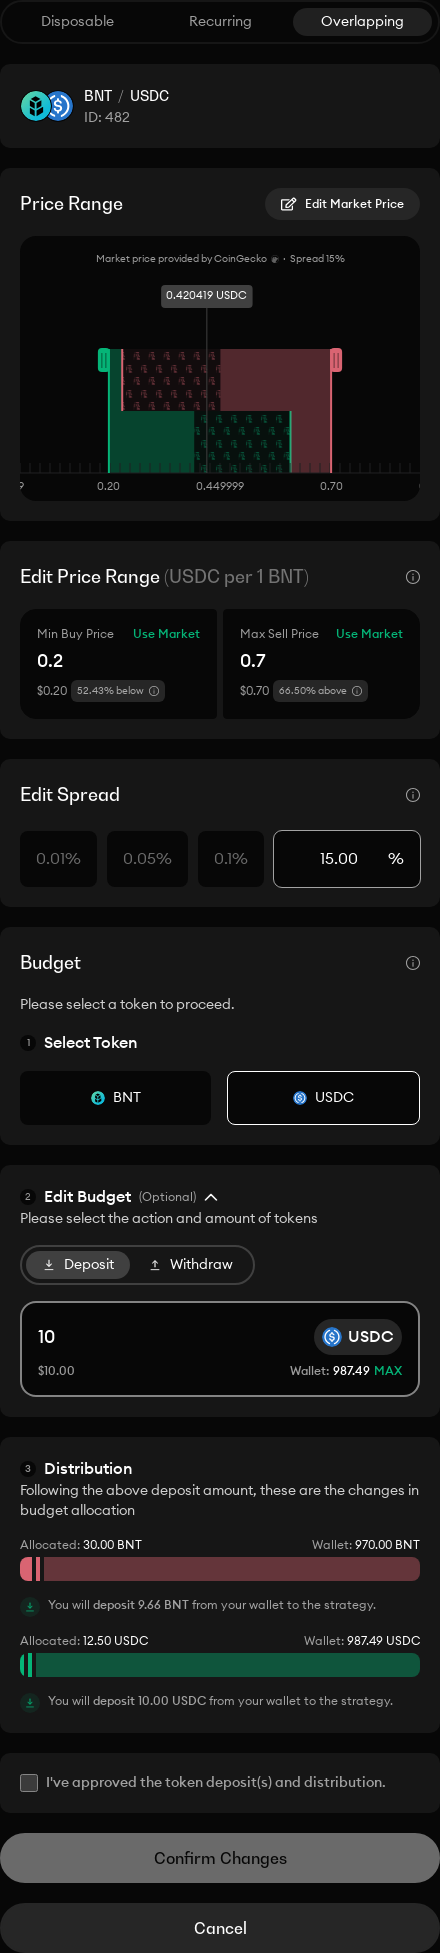 Disposable Recurring Overlapping
BNT / USDC
ID: 482
Price Range Edit Market Price
Market price provided by CoinGecko · Spread 15%
0.420419 USDC
9 0.20 0.449999 0.70
Edit Price Range (USDC per 1 BNT)
Min Buy Price Use Market Max Sell Price Use Market
0.2 0.7
$0.20 52.43% below $0.70 66.50% above
Edit Spread
0.01% 0.05% 0.1% 15.00 %
Budget
Please select a token to proceed.
1 Select Token
BNT USDC
2 Edit Budget (Optional)
Please select the action and amount of tokens
Deposit Withdraw
10 USDC
$10.00 Wallet: 987.49 MAX
3 Distribution
Following the above deposit amount, these are the changes in
budget allocation
Allocated: 30.00 BNT Wallet: 970.00 BNT
You will deposit 9.66 BNT from your wallet to the strategy.
Allocated: 12.50 USDC Wallet: 987.49 USDC
You will deposit 10.00 USDC from your wallet to the strategy.
I've approved the token deposit(s) and distribution.
Confirm Changes
Cancel